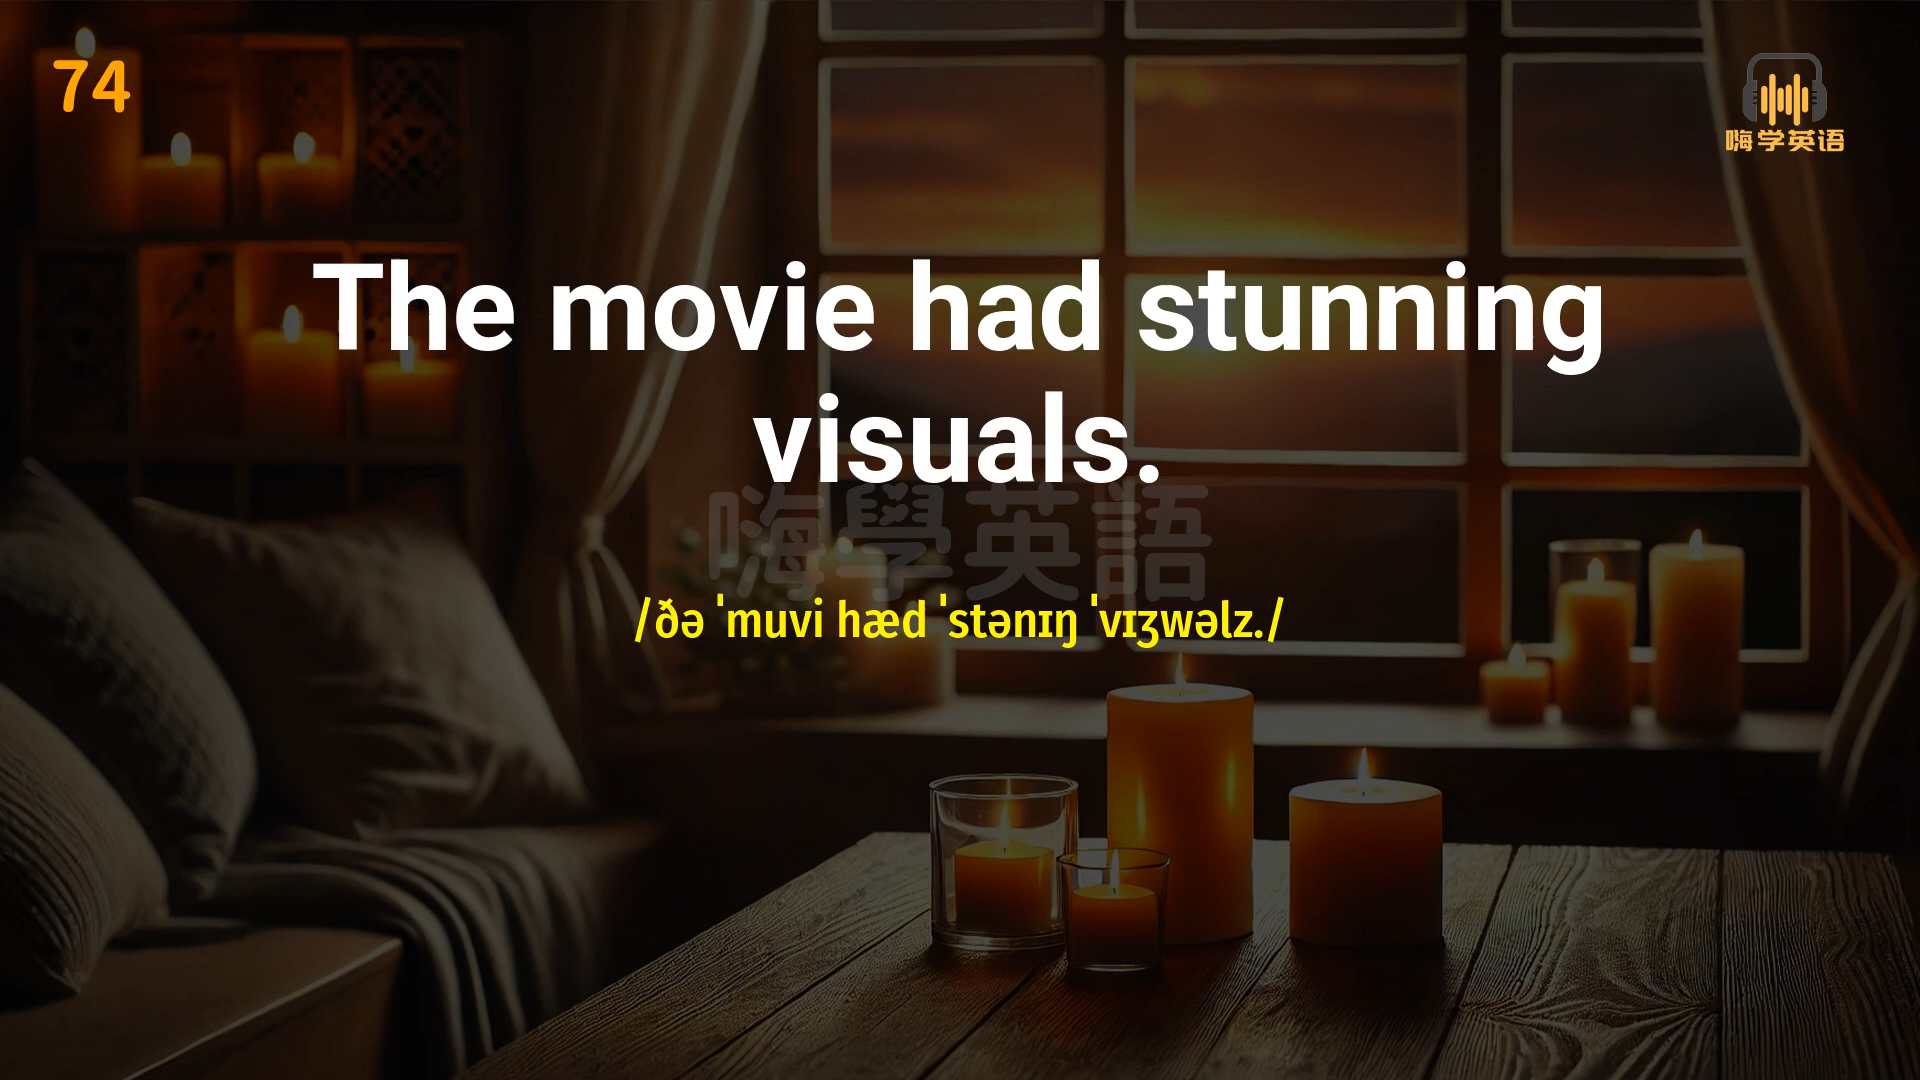 74
嗨学英语
The movie had stunning
visuals.
嗨學英語
/ðə ˈmuvi hæd ˈstənɪŋ ˈvɪʒwəlz./